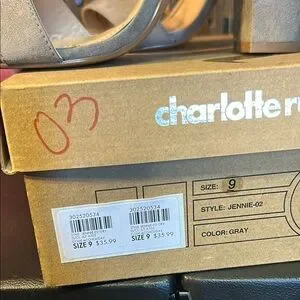 03
charlotte r
302520534
SIZE 9 $35.99
302520534
SIZE 9 $35.99
SIZE: 9
STYLE: JENNIE-02
COLOR: GRAY